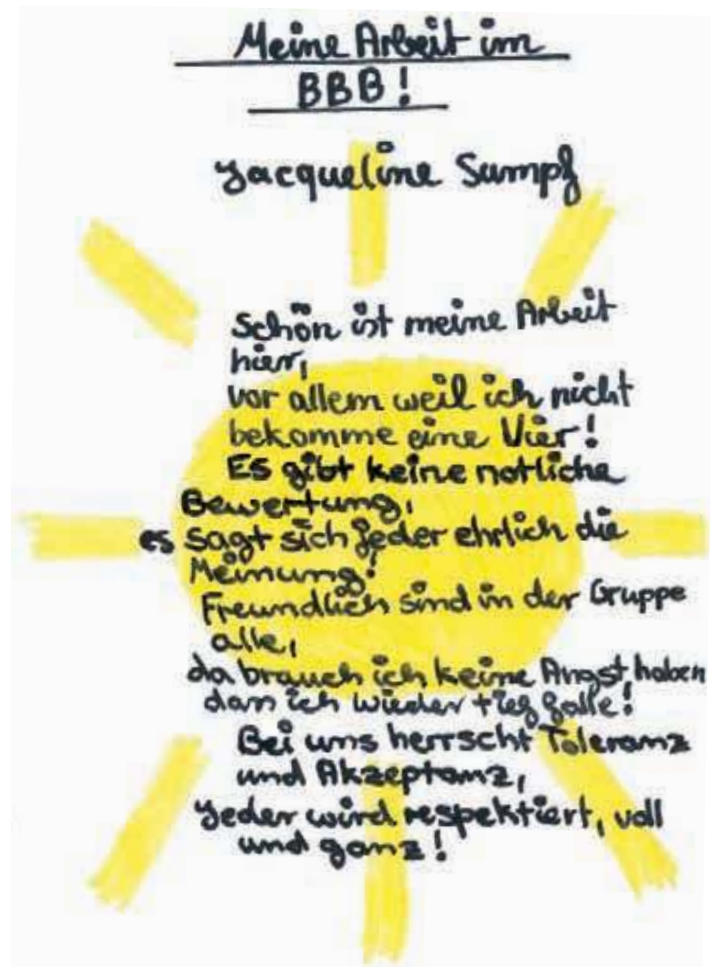 Meine Arbeit im
BBB!
Jacqueline Sumpf
Schön ist meine Arbeit
hier,
vor allem weil ich nicht
bekomme eine Vier!
Es gibt keine notliche
Bewertung,
es sagt sich jeder ehrlich die
Meinung!
Freundlich sind in der Gruppe
alle,
da brauch ich keine Angst haben
dass ich wieder tief falle!
Bei uns herrscht Toleranz
und Akzeptanz,
Jeder wird respektiert, voll
und ganz!